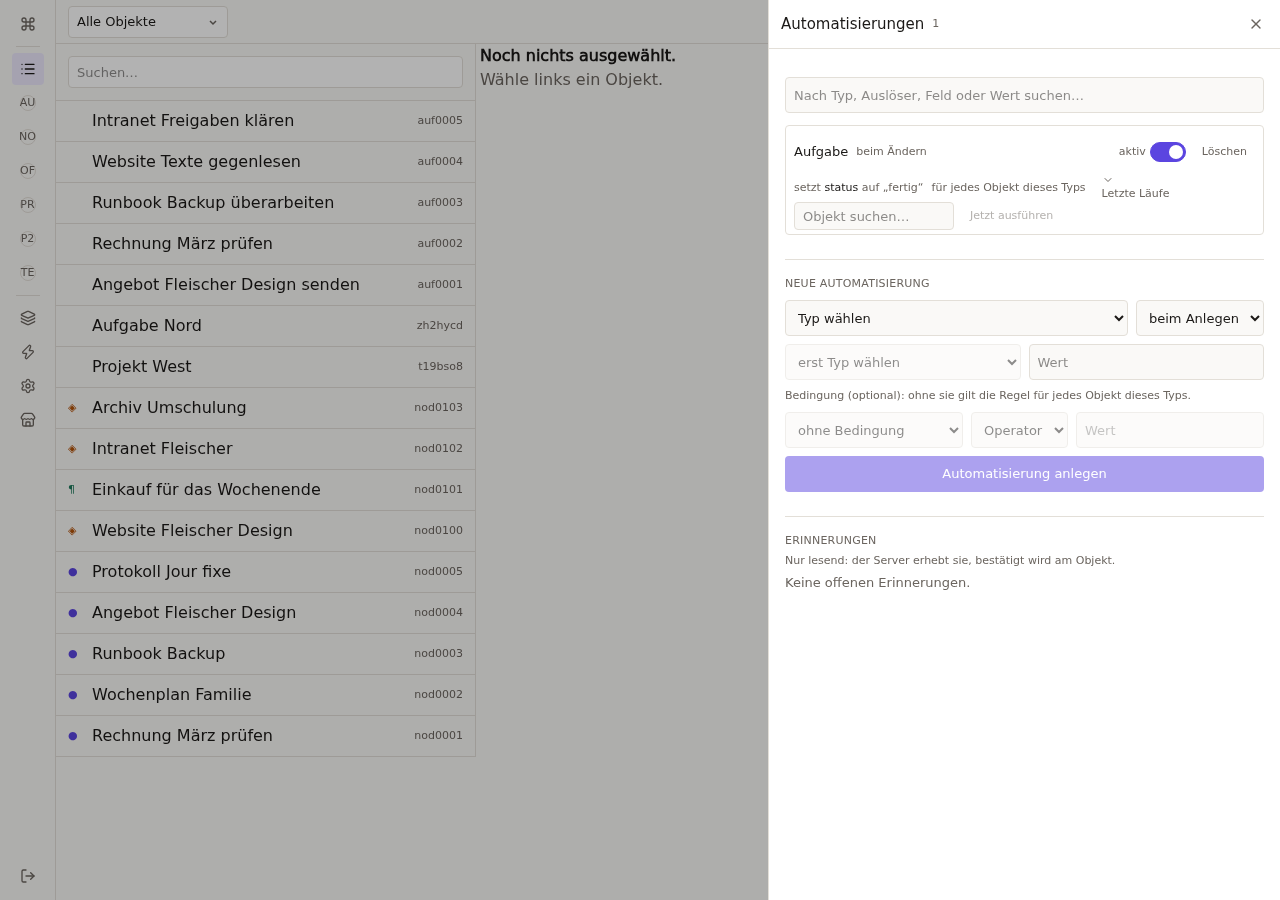 ⌘
Alle Objekte
Automatisierungen 1
Suchen…
Noch nichts ausgewählt.
Wähle links ein Objekt.
AU
NO
OF
PR
P2
TE
Intranet Freigaben klären auf0005
Website Texte gegenlesen auf0004
Runbook Backup überarbeiten auf0003
Rechnung März prüfen auf0002
Angebot Fleischer Design senden auf0001
Aufgabe Nord zh2hycd
Projekt West t19bso8
Archiv Umschulung nod0103
Intranet Fleischer nod0102
¶ Einkauf für das Wochenende nod0101
Website Fleischer Design nod0100
Protokoll Jour fixe nod0005
Angebot Fleischer Design nod0004
Runbook Backup nod0003
Wochenplan Familie nod0002
Rechnung März prüfen nod0001
Nach Typ, Auslöser, Feld oder Wert suchen…
Aufgabe beim Ändern aktiv Löschen
setzt status auf „fertig“ für jedes Objekt dieses Typs Letzte Läufe
Objekt suchen… Jetzt ausführen
NEUE AUTOMATISIERUNG
Typ wählen beim Anlegen
erst Typ wählen Wert
Bedingung (optional): ohne sie gilt die Regel für jedes Objekt dieses Typs.
ohne Bedingung Operator Wert
Automatisierung anlegen
ERINNERUNGEN
Nur lesend: der Server erhebt sie, bestätigt wird am Objekt.
Keine offenen Erinnerungen.